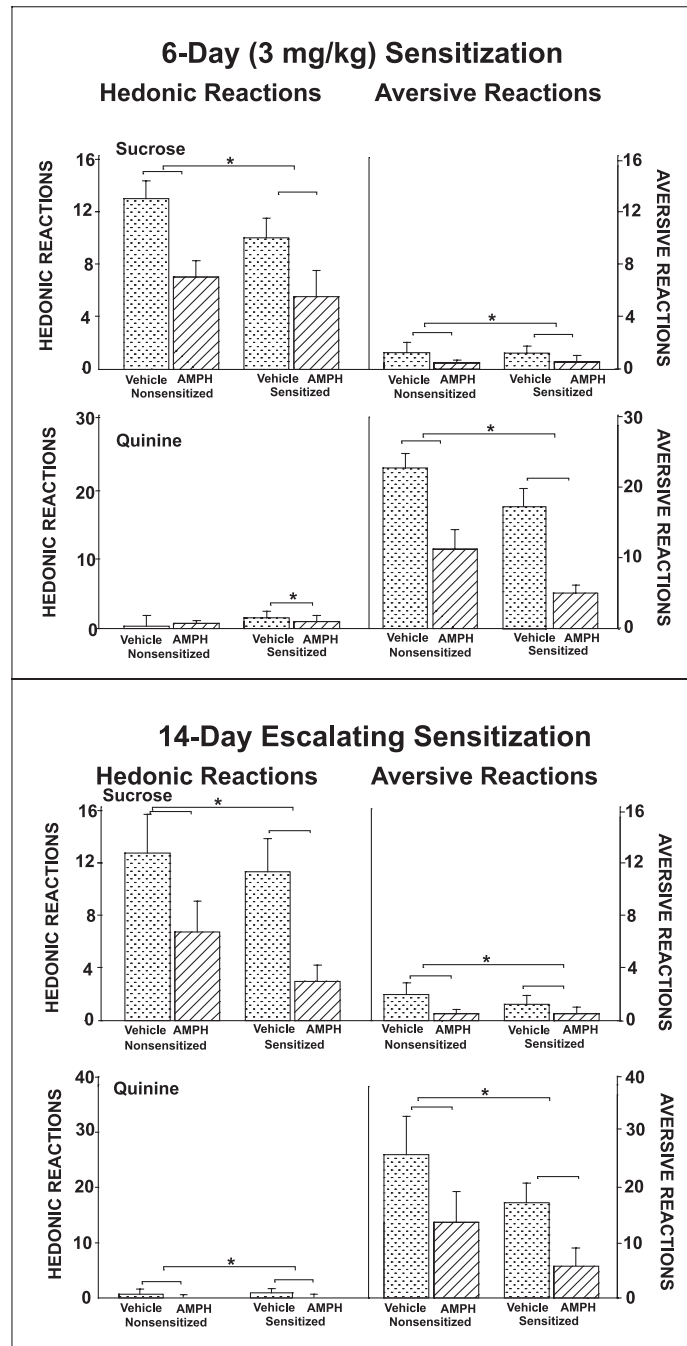 6-Day (3 mg/kg) Sensitization
Hedonic Reactions
Aversive Reactions
Sucrose
HEDONIC REACTIONS
16
12
8
4
0
*
Vehicle AMPH Vehicle AMPH
Nonsensitized Sensitized
*
16
12
8
4
0
AVERSIVE REACTIONS
Vehicle AMPH Vehicle AMPH
Nonsensitized Sensitized
Quinine
HEDONIC REACTIONS
30
20
10
0
*
Vehicle AMPH Vehicle AMPH
Nonsensitized Sensitized
*
30
20
10
0
AVERSIVE REACTIONS
Vehicle AMPH Vehicle AMPH
Nonsensitized Sensitized
14-Day Escalating Sensitization
Hedonic Reactions
Aversive Reactions
Sucrose
HEDONIC REACTIONS
16
12
8
4
0
*
Vehicle AMPH Vehicle AMPH
Nonsensitized Sensitized
*
16
12
8
4
0
AVERSIVE REACTIONS
Vehicle AMPH Vehicle AMPH
Nonsensitized Sensitized
Quinine
HEDONIC REACTIONS
40
30
20
10
0
*
Vehicle AMPH Vehicle AMPH
Nonsensitized Sensitized
*
40
30
20
10
0
AVERSIVE REACTIONS
Vehicle AMPH Vehicle AMPH
Nonsensitized Sensitized